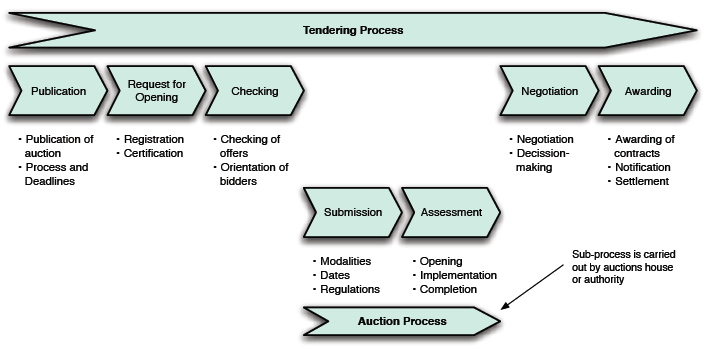 Tendering Process
Publication
Request for
Opening
Checking
Negotiation
Awarding
· Publication of
auction
· Process and
Deadlines
· Registration
· Certification
· Checking of
offers
· Orientation of
bidders
· Negotiation
· Decission-
making
· Awarding of
contracts
· Notification
· Settlement
Submission
Assessment
· Modalities
· Dates
· Regulations
· Opening
· Implementation
· Completion
Sub-process is carried
out by auctions house
or authority
Auction Process